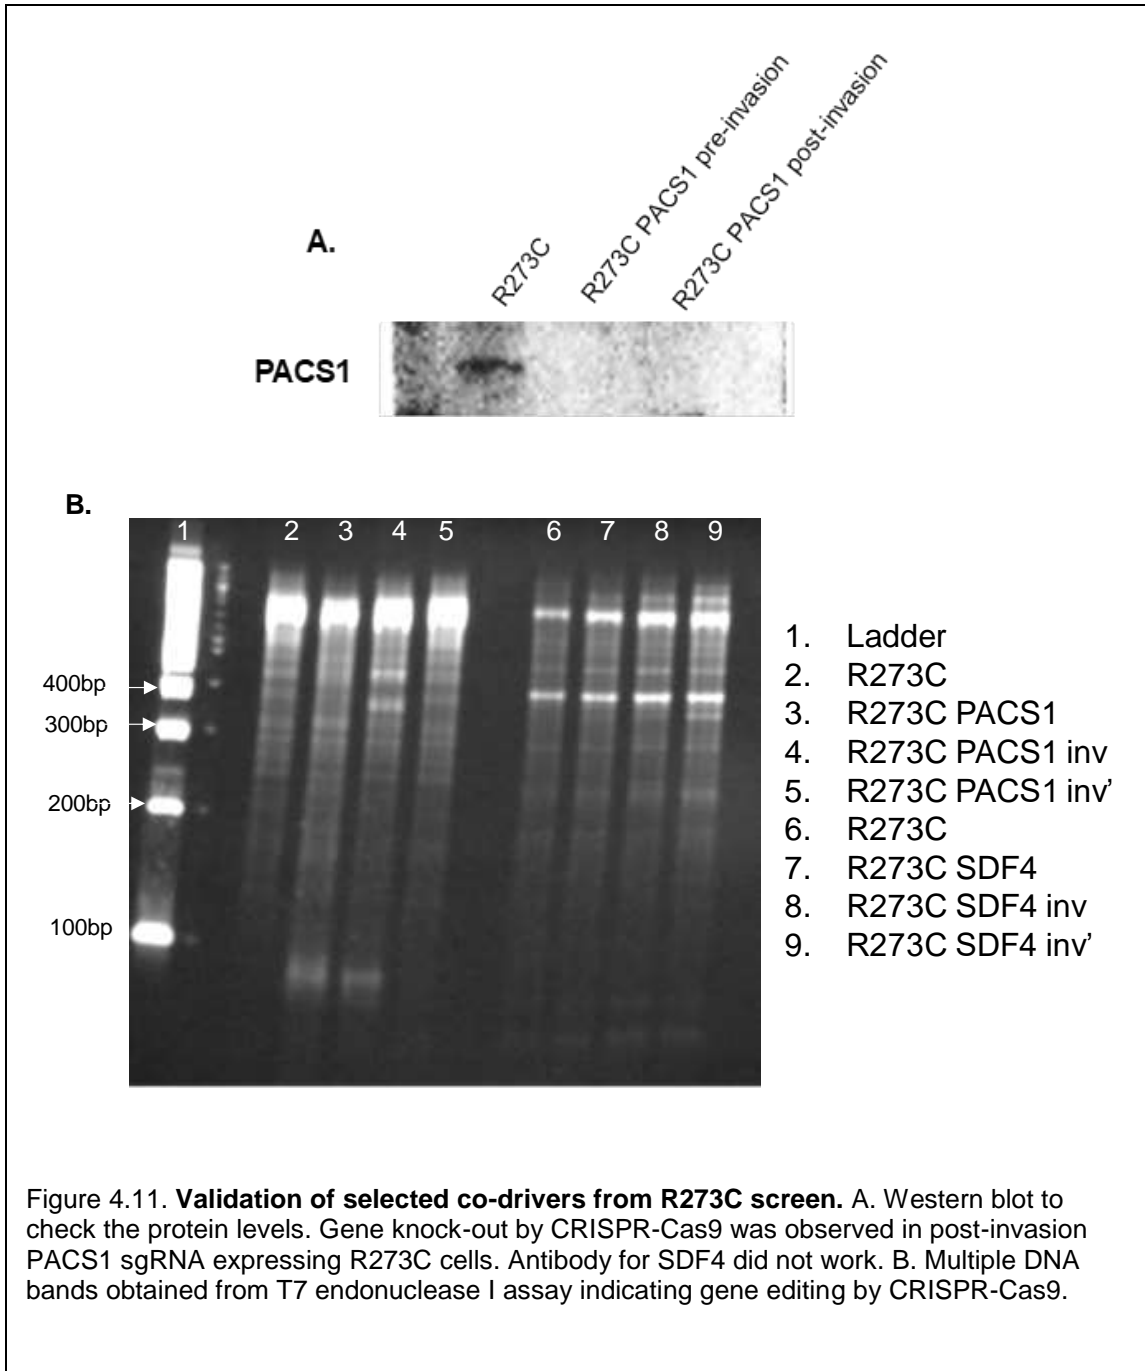 A.
R273C
R273C PACS1 pre-invasion
R273C PACS1 post-invasion
PACS1
B.
1 2 3 4 5 6 7 8 9
400bp
300bp
200bp
100bp
1. Ladder
2. R273C
3. R273C PACS1
4. R273C PACS1 inv
5. R273C PACS1 inv’
6. R273C
7. R273C SDF4
8. R273C SDF4 inv
9. R273C SDF4 inv’
Figure 4.11. Validation of selected co-drivers from R273C screen. A. Western blot to
check the protein levels. Gene knock-out by CRISPR-Cas9 was observed in post-invasion
PACS1 sgRNA expressing R273C cells. Antibody for SDF4 did not work. B. Multiple DNA
bands obtained from T7 endonuclease I assay indicating gene editing by CRISPR-Cas9.